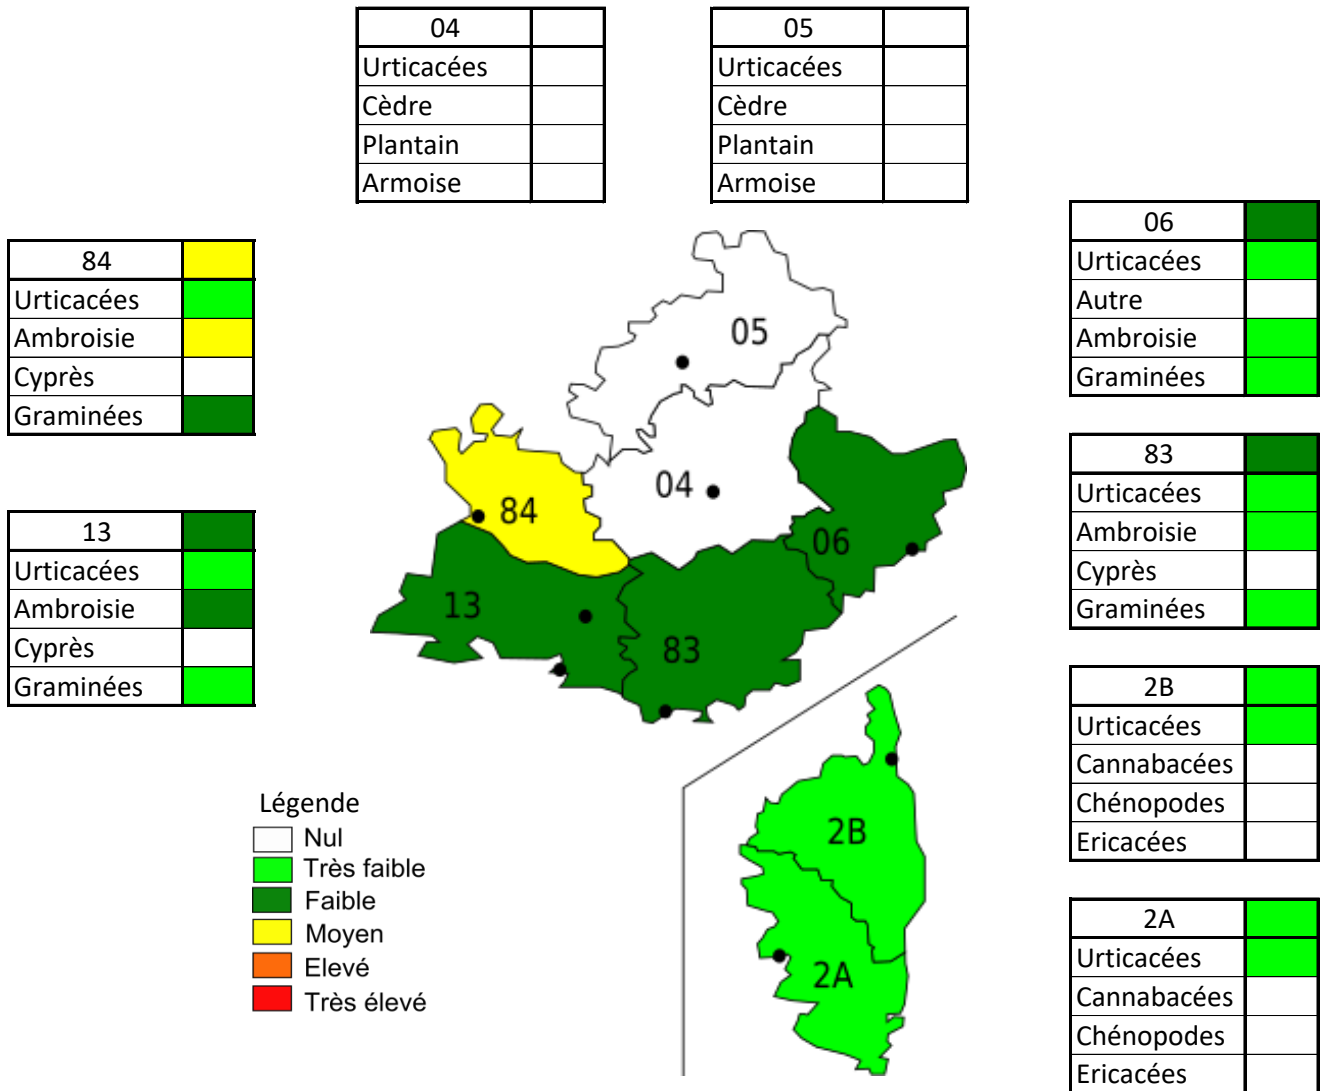 04
Urticacées
Cèdre
Plantain
Armoise
05
Urticacées
Cèdre
Plantain
Armoise
84
Urticacées
Ambroisie
Cyprès
Graminées
13
Urticacées
Ambroisie
Cyprès
Graminées
05
04
84
06
13
83
2B
2A
Légende
Nul
Très faible
Faible
Moyen
Elevé
Très élevé
06
Urticacées
Autre
Ambroisie
Graminées
83
Urticacées
Ambroisie
Cyprès
Graminées
2B
Urticacées
Cannabacées
Chénopodes
Ericacées
2A
Urticacées
Cannabacées
Chénopodes
Ericacées